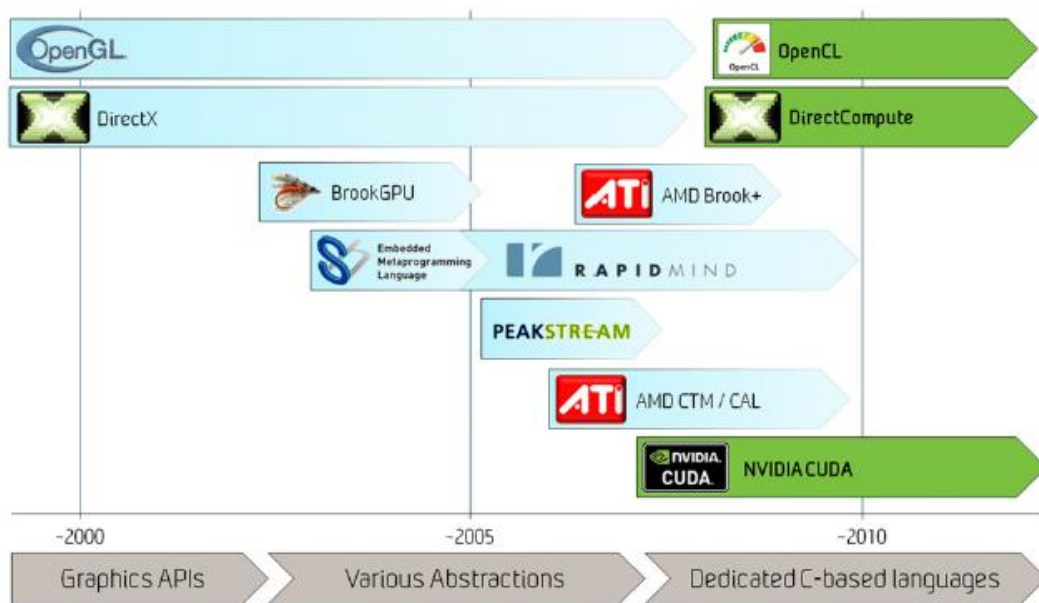 OpenGL
OpenCL
OpenCL
DirectX
DirectCompute
BrookGPU
ATI
AMD Brook+
Embedded
Metaprogramming
Language
RAPIDMIND
PEAKSTREAM
ATI
AMD CTM / CAL
NVIDIA.
CUDA.
NVIDIA CUDA
~2000
~2005
~2010
Graphics APIs
Various Abstractions
Dedicated C-based languages